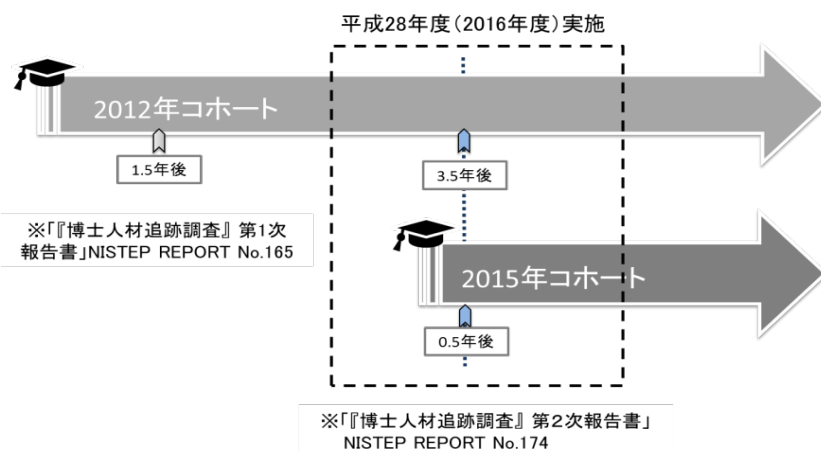 平成28年度(2016年度)実施
2012年コホート
1.5年後
3.5年後
※「『博士人材追跡調査』 第1次
報告書」NISTEP REPORT No.165
2015年コホート
0.5年後
※「『博士人材追跡調査』 第2次報告書」
NISTEP REPORT No.174